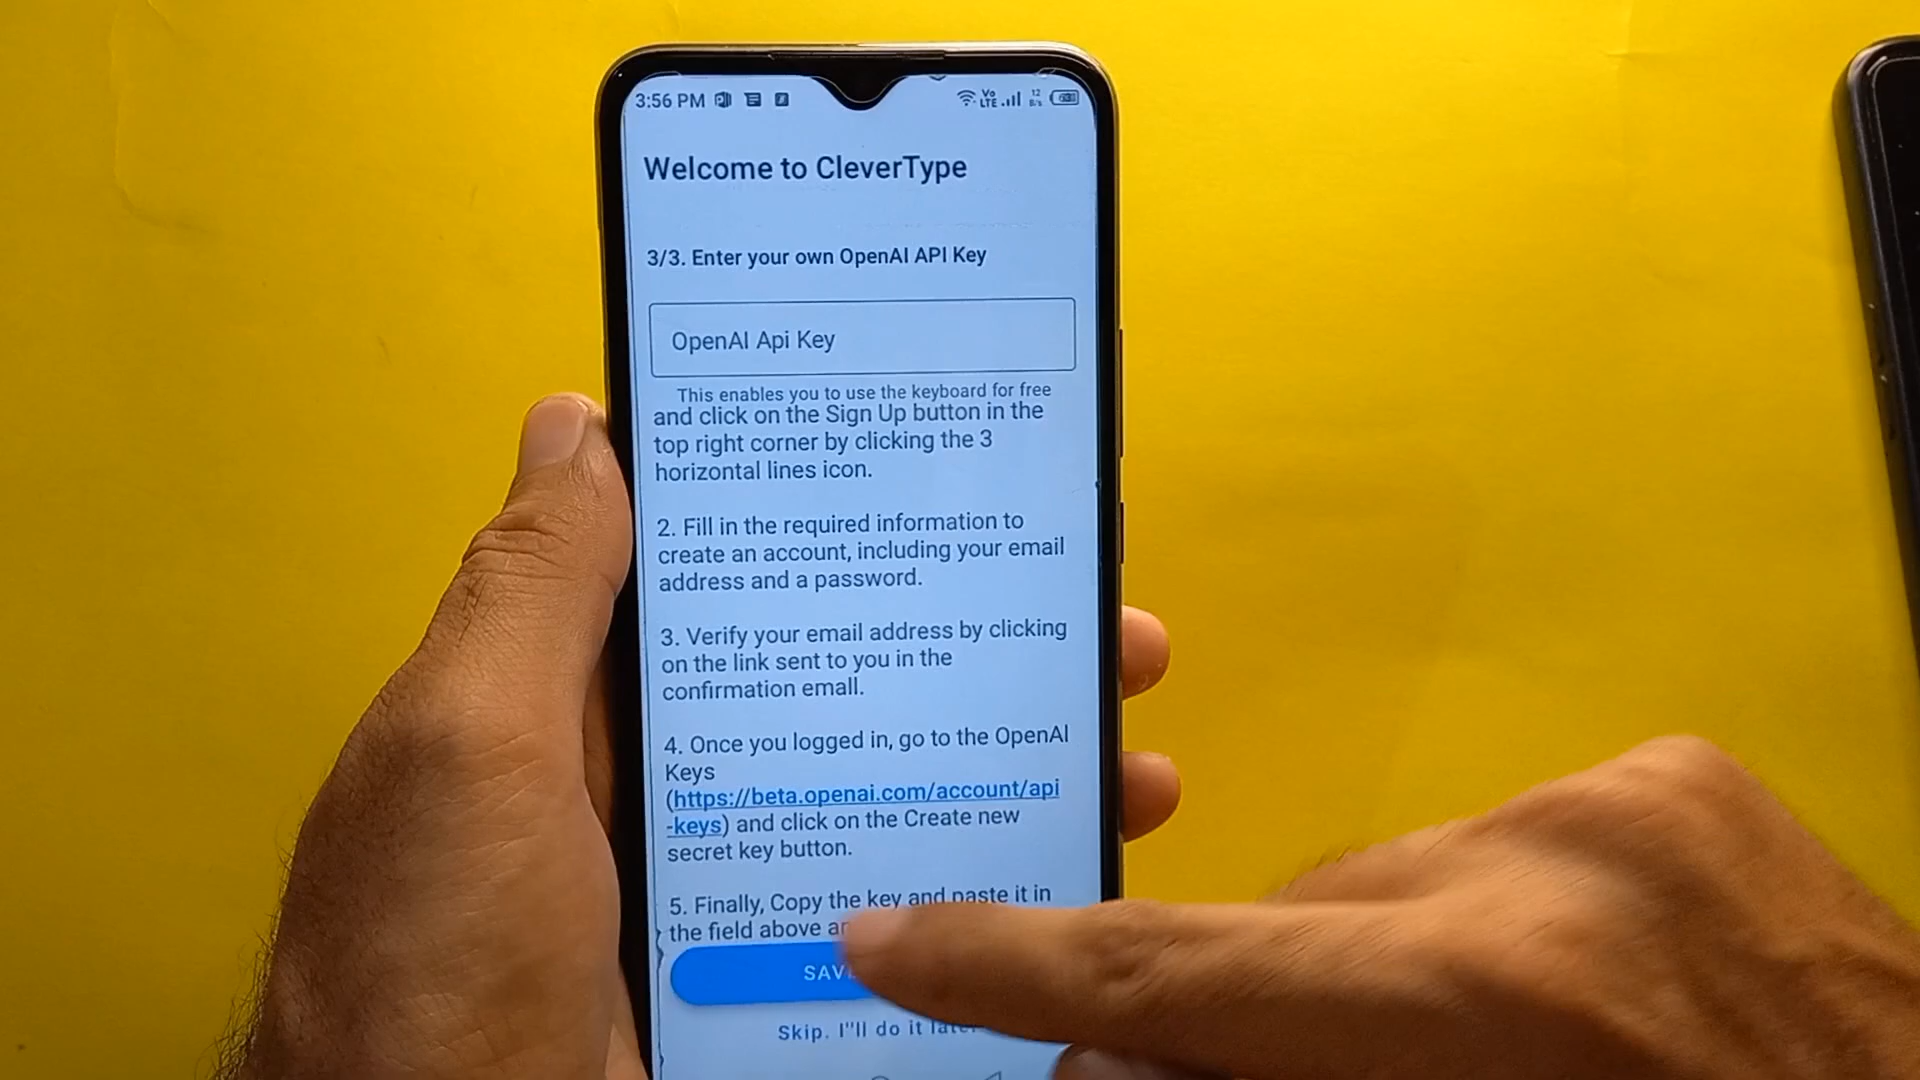 3:56 PM
Vo
LTE
12
B/s
Welcome to CleverType
3/3. Enter your own OpenAI API Key
OpenAI Api Key
This enables you to use the keyboard for free
and click on the Sign Up button in the
top right corner by clicking the 3
horizontal lines icon.
2. Fill in the required information to
create an account, including your email
address and a password.
3. Verify your email address by clicking
on the link sent to you in the
confirmation emall.
4. Once you logged in, go to the OpenAI
Keys
(https://beta.openai.com/account/api
-keys) and click on the Create new
secret key button.
5. Finally, Copy the key and paste it in
the field above
Skip. I"ll do it later